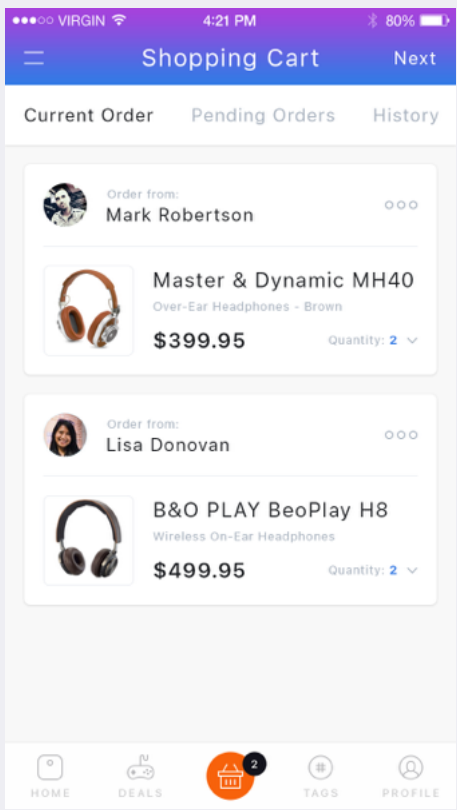 VIRGIN 4:21 PM 80%
Shopping Cart Next
Current Order Pending Orders History
Order from:
Mark Robertson
Master & Dynamic MH40
Over-Ear Headphones - Brown
$399.95 Quantity: 2
Order from:
Lisa Donovan
B&O PLAY BeoPlay H8
Wireless On-Ear Headphones
$499.95 Quantity: 2
N
2
#
HOME DEALS TAGS PROFILE